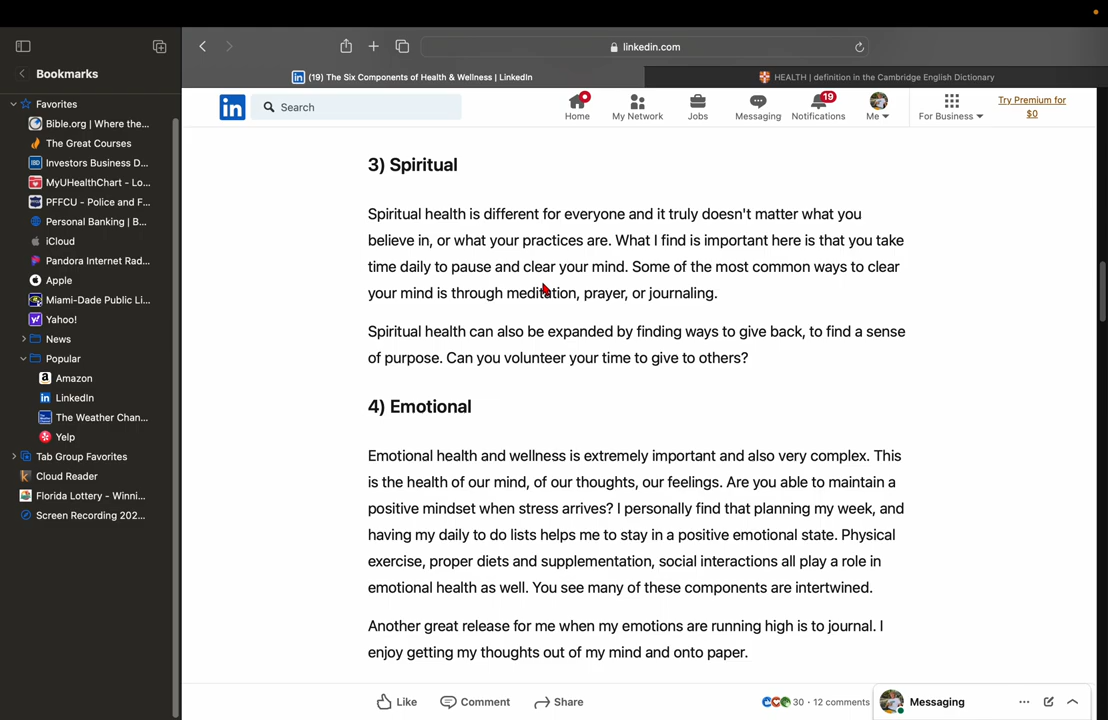 linkedin.com
Bookmarks
(19) The Six Components of Health & Wellness | LinkedIn
HEALTH | definition in the Cambridge English Dictionary
Favorites
Bible.org | Where the...
The Great Courses
Investors Business D...
MyUHealthChart - Lo...
PFFCU - Police and F...
Personal Banking | B...
iCloud
Pandora Internet Rad...
Apple
Miami-Dade Public Li...
Yahoo!
News
Popular
Amazon
LinkedIn
The Weather Chan...
Yelp
Tab Group Favorites
Cloud Reader
Florida Lottery - Winni...
Screen Recording 202...
in
Search
Home
My Network
Jobs
Messaging
19
Notifications
Me
For Business
Try Premium for
$0
3) Spiritual
Spiritual health is different for everyone and it truly doesn't matter what you
believe in, or what your practices are. What I find is important here is that you take
time daily to pause and clear your mind. Some of the most common ways to clear
your mind is through meditation, prayer, or journaling.
Spiritual health can also be expanded by finding ways to give back, to find a sense
of purpose. Can you volunteer your time to give to others?
4) Emotional
Emotional health and wellness is extremely important and also very complex. This
is the health of our mind, of our thoughts, our feelings. Are you able to maintain a
positive mindset when stress arrives? I personally find that planning my week, and
having my daily to do lists helps me to stay in a positive emotional state. Physical
exercise, proper diets and supplementation, social interactions all play a role in
emotional health as well. You see many of these components are intertwined.
Another great release for me when my emotions are running high is to journal. I
enjoy getting my thoughts out of my mind and onto paper.
Like
Comment
Share
30 · 12 comments
Messaging